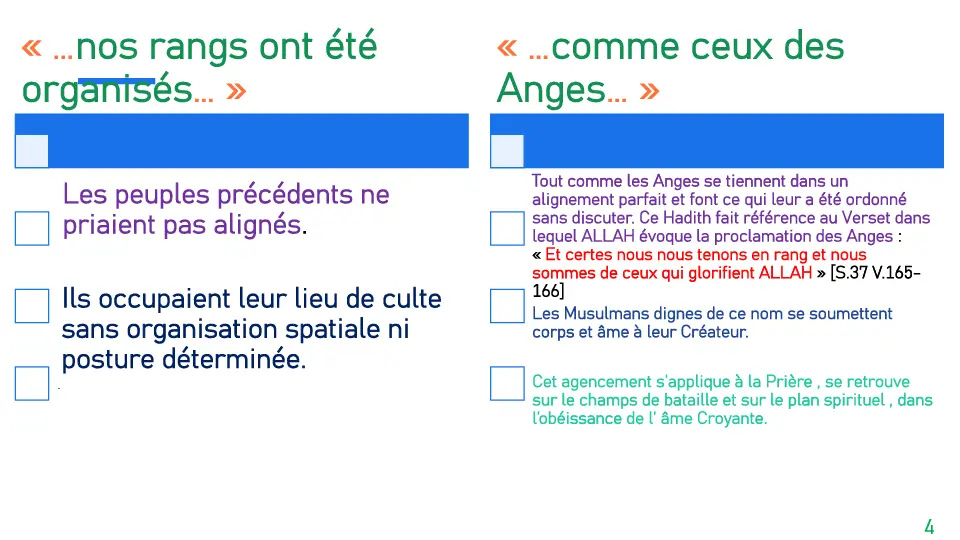 « ...nos rangs ont été
organisés... »
Les peuples précédents ne
priaient pas alignés.
Ils occupaient leur lieu de culte
sans organisation spatiale ni
posture déterminée.
.
« ...comme ceux des
Anges... »
Tout comme les Anges se tiennent dans un
alignement parfait et font ce qui leur a été ordonné
sans discuter. Ce Hadith fait référence au Verset dans
lequel ALLAH évoque la proclamation des Anges :
« Et certes nous nous tenons en rang et nous
sommes de ceux qui glorifient ALLAH » [S.37 V.165-
166]
Les Musulmans dignes de ce nom se soumettent
corps et âme à leur Créateur.
Cet agencement s'applique à la Prière , se retrouve
sur le champs de bataille et sur le plan spirituel , dans
l'obéissance de l' âme Croyante.
4